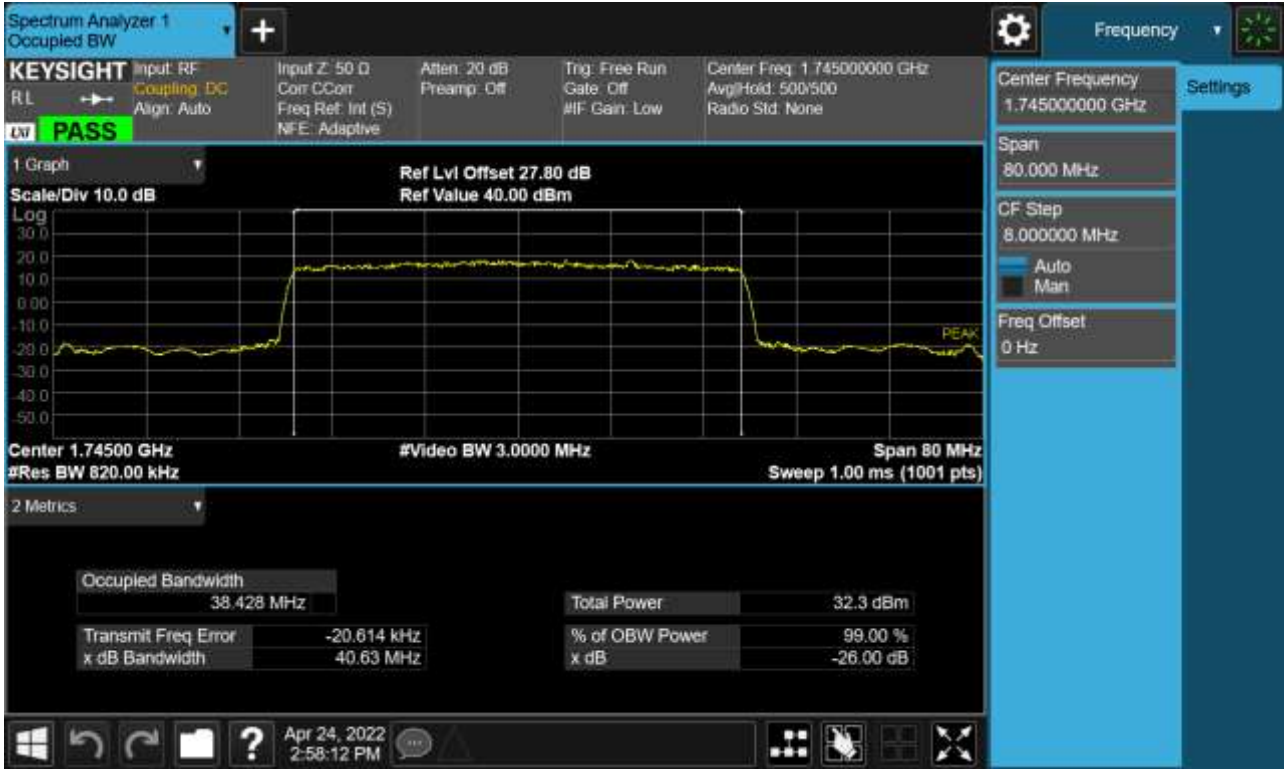 Spectrum Analyzer 1
Occupied BW
Frequency
KEYSIGHT
RL
LXI
PASS
Input: RF
Coupling: DC
Align: Auto
Input Z: 50 Ω
Corr CCorr
Freq Ref: Int (S)
NFE: Adaptive
Atten: 20 dB
Preamp: Off
Trig: Free Run
Gate: Off
#IF Gain: Low
Center Freq: 1.745000000 GHz
Avg|Hold: 500/500
Radio Std: None
Center Frequency
1.745000000 GHz
Settings
Span
80.000 MHz
CF Step
8.000000 MHz
Auto
Man
Freq Offset
0 Hz
1 Graph
Scale/Div 10.0 dB
Ref Lvl Offset 27.80 dB
Ref Value 40.00 dBm
Log
30.0
20.0
10.0
0.00
-10.0
-20.0
-30.0
-40.0
-50.0
PEAK
Center 1.74500 GHz
#Video BW 3.0000 MHz
Span 80 MHz
#Res BW 820.00 kHz
Sweep 1.00 ms (1001 pts)
2 Metrics
Occupied Bandwidth
38.428 MHz
Total Power 32.3 dBm
Transmit Freq Error -20.614 kHz
% of OBW Power 99.00 %
x dB Bandwidth 40.63 MHz
x dB -26.00 dB
?
Apr 24, 2022
2:58:12 PM